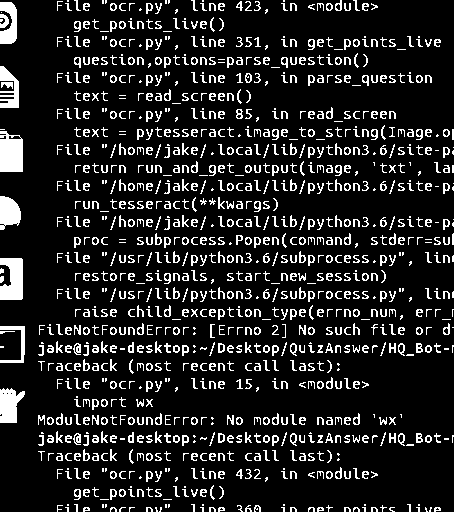 File "ocr.py", line 423, in <module>
get_points_live()
File "ocr.py", line 351, in get_points_live
question,options=parse_question()
File "ocr.py", line 103, in parse_question
text = read_screen()
File "ocr.py", line 85, in read_screen
text = pytesseract.image_to_string(Image.op
File "/home/jake/.local/lib/python3.6/site-pa
return run_and_get_output(image, 'txt', lan
File "/home/jake/.local/lib/python3.6/site-pa
run_tesseract(**kwargs)
File "/home/jake/.local/lib/python3.6/site-pa
proc = subprocess.Popen(command, stderr=sub
File "/usr/lib/python3.6/subprocess.py", line
restore_signals, start_new_session)
File "/usr/lib/python3.6/subprocess.py", line
raise child_exception_type(errno_num, err_m
FileNotFoundError: [Errno 2] No such file or di
jake@jake-desktop:~/Desktop/QuizAnswer/HQ_Bot-m
Traceback (most recent call last):
File "ocr.py", line 15, in <module>
import wx
ModuleNotFoundError: No module named 'wx'
jake@jake-desktop:~/Desktop/QuizAnswer/HQ_Bot-m
Traceback (most recent call last):
File "ocr.py", line 432, in <module>
get_points_live()
File "ocr.py", line 360, in get_points_live